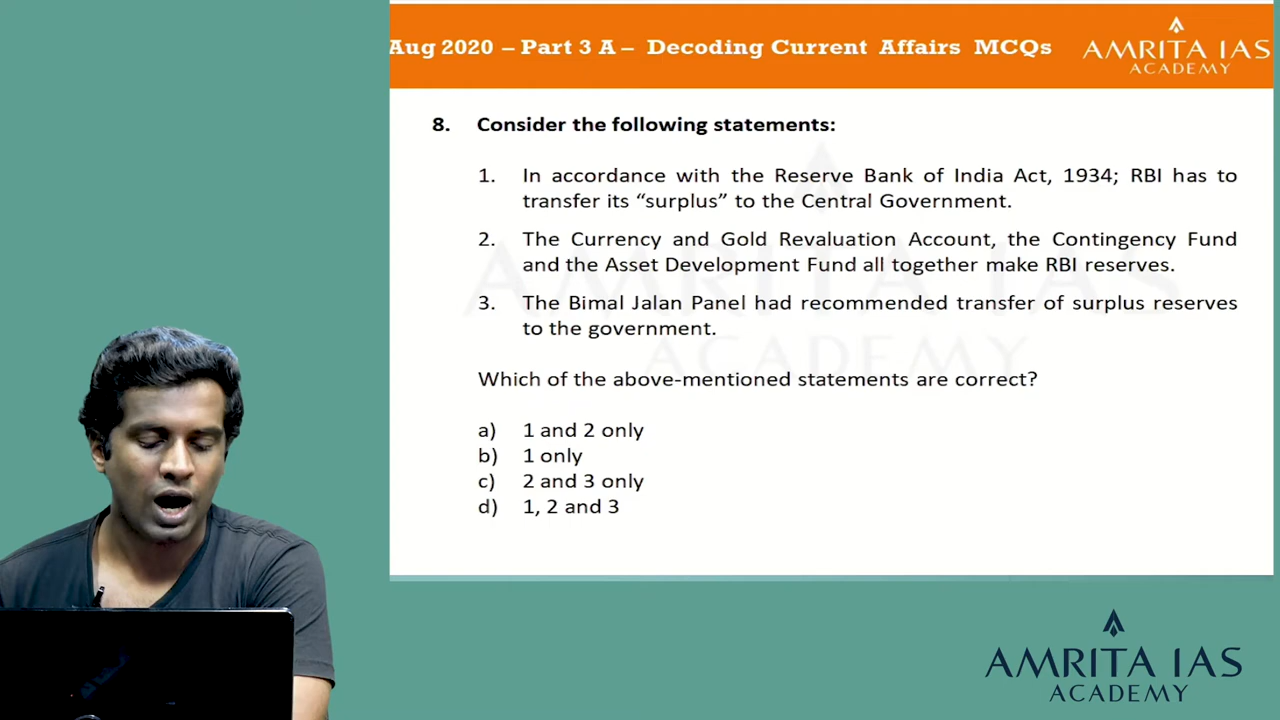 Aug 2020 – Part 3 A – Decoding Current Affairs MCQs
AMRITA IAS
ACADEMY
8. Consider the following statements:
1. In accordance with the Reserve Bank of India Act, 1934; RBI has to
transfer its “surplus” to the Central Government.
2. The Currency and Gold Revaluation Account, the Contingency Fund
and the Asset Development Fund all together make RBI reserves.
3. The Bimal Jalan Panel had recommended transfer of surplus reserves
to the government.
Which of the above-mentioned statements are correct?
a) 1 and 2 only
b) 1 only
c) 2 and 3 only
d) 1, 2 and 3
AMRITA IAS
ACADEMY
AMRITA IAS
ACADEMY